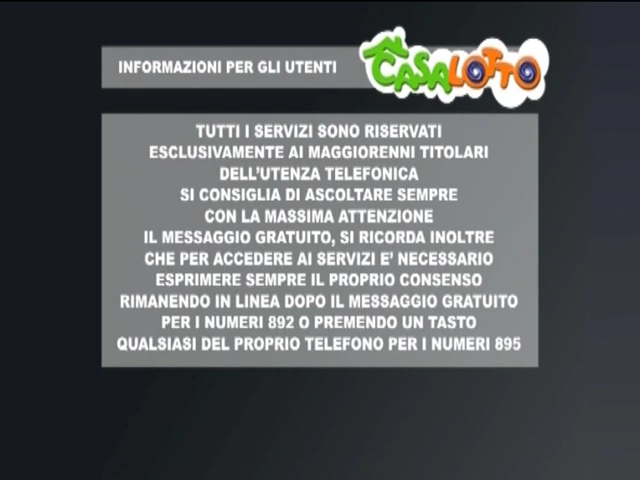 INFORMAZIONI PER GLI UTENTI
CASALOTTO
TUTTI I SERVIZI SONO RISERVATI
ESCLUSIVAMENTE AI MAGGIORENNI TITOLARI
DELL'UTENZA TELEFONICA
SI CONSIGLIA DI ASCOLTARE SEMPRE
CON LA MASSIMA ATTENZIONE
IL MESSAGGIO GRATUITO, SI RICORDA INOLTRE
CHE PER ACCEDERE AI SERVIZI E' NECESSARIO
ESPRIMERE SEMPRE IL PROPRIO CONSENSO
RIMANENDO IN LINEA DOPO IL MESSAGGIO GRATUITO
PER I NUMERI 892 O PREMENDO UN TASTO
QUALSIASI DEL PROPRIO TELEFONO PER I NUMERI 895